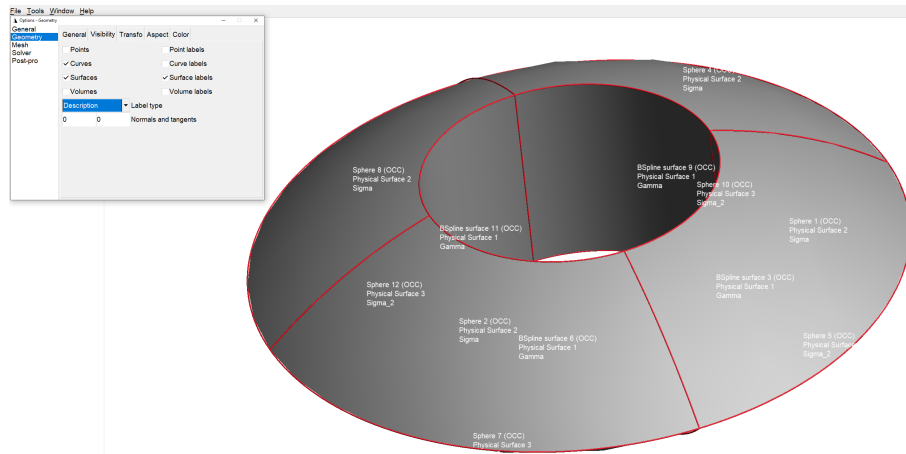 File Tools Window Help
Options - Geometry
General
Geometry
Mesh
Solver
Post-pro
General Visibility Transfo Aspect Color
Points
Point labels
Curves
Curve labels
Surfaces
Surface labels
Volumes
Volume labels
Description
Label type
0
0
Normals and tangents
Sphere 4 (OCC)
Physical Surface 2
Sigma
Sphere 8 (OCC)
Physical Surface 2
Sigma
BSpline surface 9 (OCC)
Physical Surface 1
Gamma
Sphere 10 (OCC)
Physical Surface 3
Sigma_2
BSpline surface 11 (OCC)
Physical Surface 1
Gamma
Sphere 1 (OCC)
Physical Surface 2
Sigma
BSpline surface 3 (OCC)
Physical Surface 1
Gamma
Sphere 12 (OCC)
Physical Surface 3
Sigma_2
Sphere 2 (OCC)
Physical Surface 2
Sigma
BSpline surface 6 (OCC)
Physical Surface 1
Gamma
Sphere 5 (OCC)
Physical Surface
Sigma_2
Sphere 7 (OCC)
Physical Surface 3